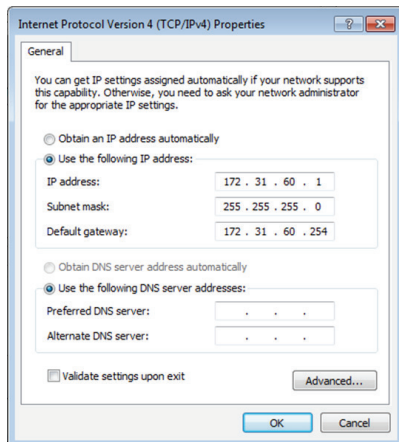 Internet Protocol Version 4 (TCP/IPv4) Properties
?
General
You can get IP settings assigned automatically if your network supports
this capability. Otherwise, you need to ask your network administrator
for the appropriate IP settings.
Obtain an IP address automatically
Use the following IP address:
IP address: 172 . 31 . 60 . 1
Subnet mask: 255 . 255 . 255 . 0
Default gateway: 172 . 31 . 60 . 254
Obtain DNS server address automatically
Use the following DNS server addresses:
Preferred DNS server: . . .
Alternate DNS server: . . .
Validate settings upon exit
Advanced...
OK Cancel